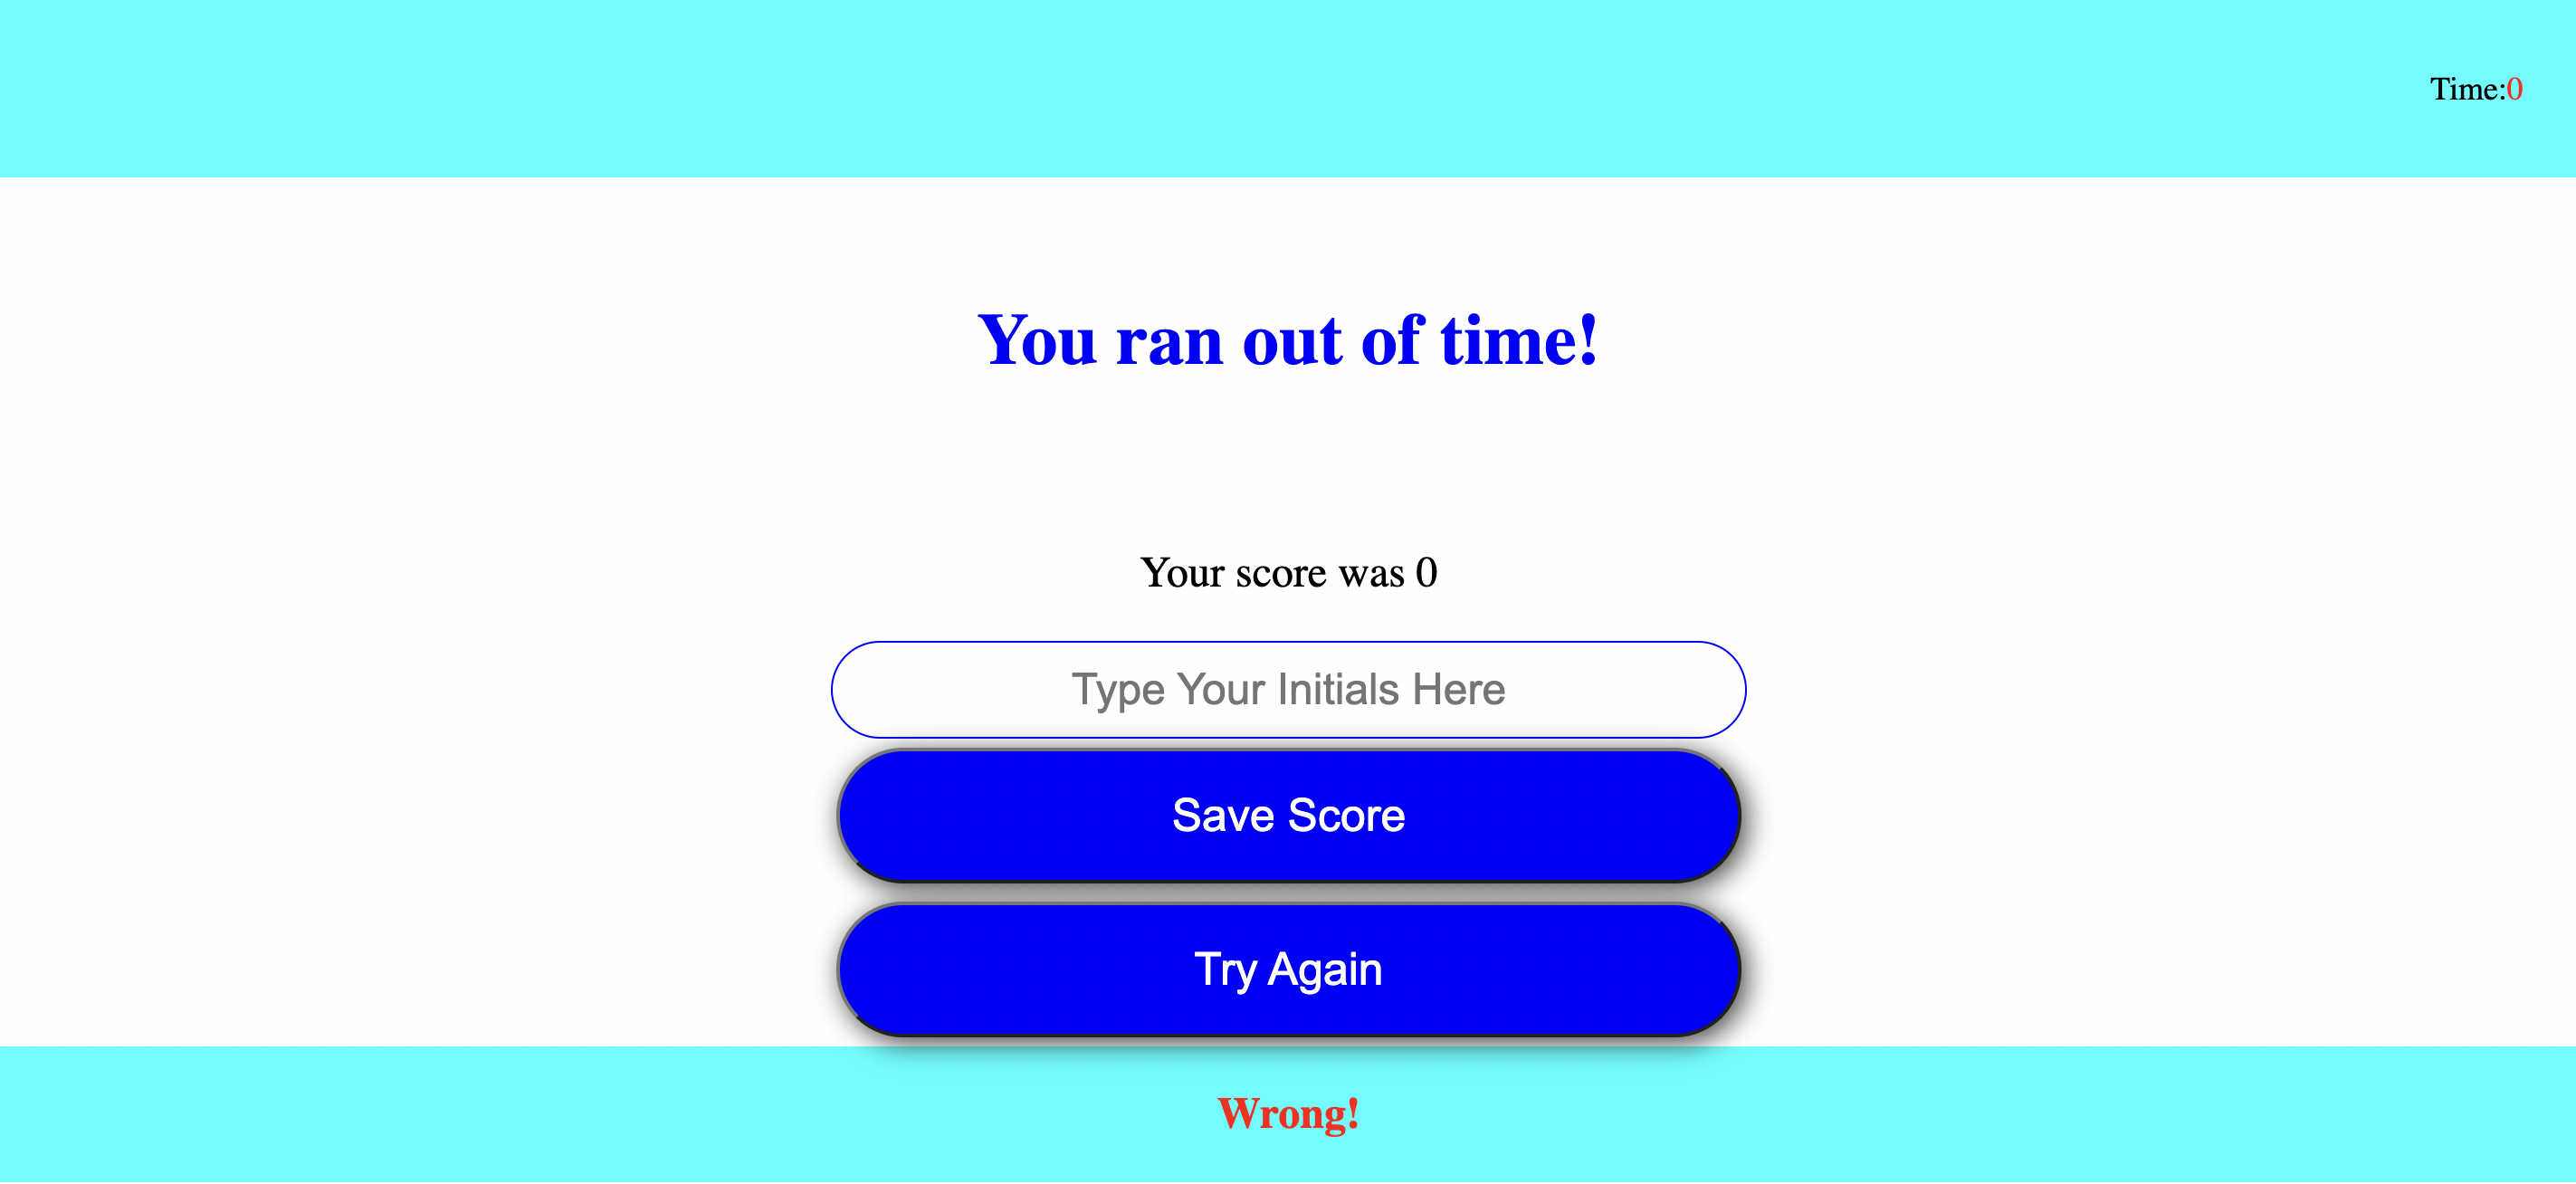 Time:0
You ran out of time!
Your score was 0
Type Your Initials Here
Save Score
Try Again
Wrong!